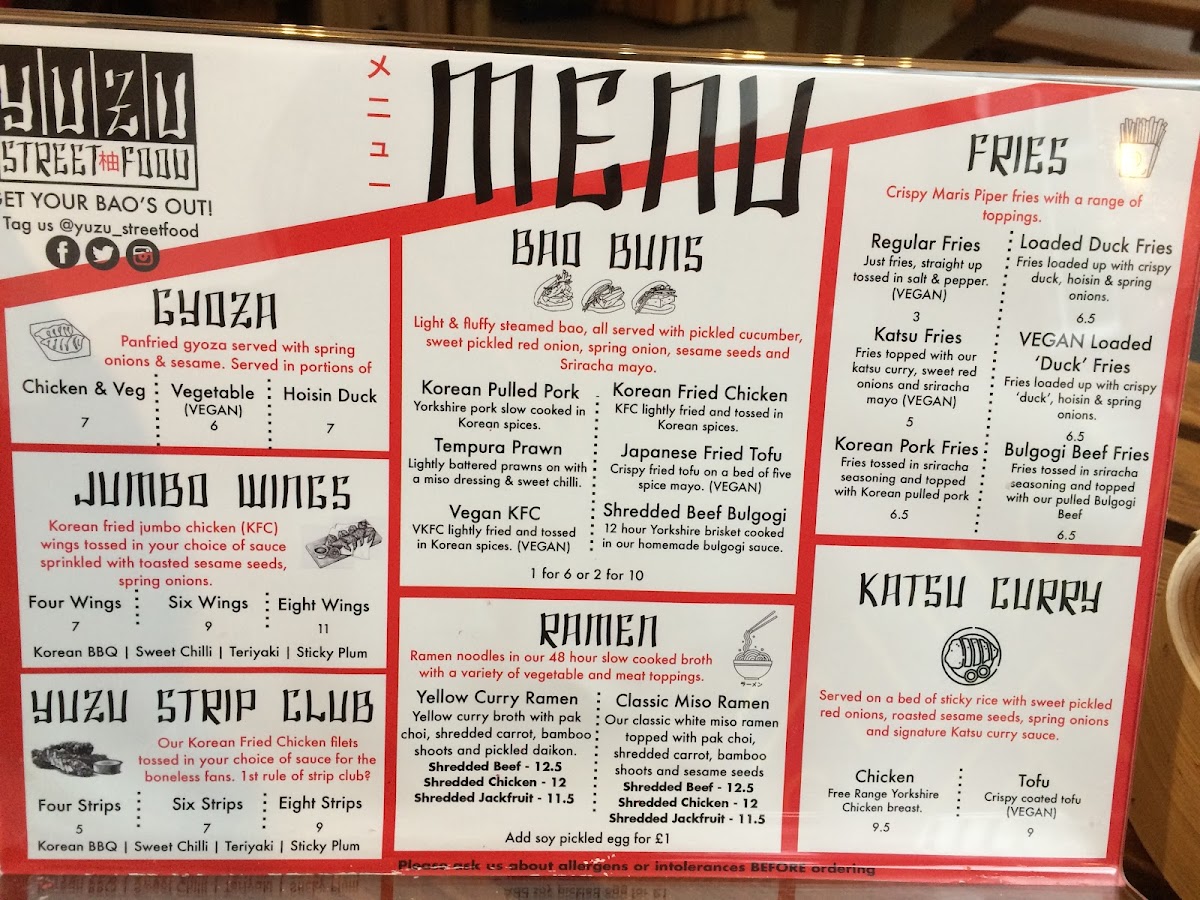 YUZU
STREET 柚 FOOD
GET YOUR BAO'S OUT!
Tag us @yuzu_streetfood
メニュー
MENU
GYOZA
Panfried gyoza served with spring
onions & sesame. Served in portions of
Chicken & Veg
7
Vegetable
(VEGAN)
6
Hoisin Duck
7
JUMBO WINGS
Korean fried jumbo chicken (KFC)
wings tossed in your choice of sauce
sprinkled with toasted sesame seeds,
spring onions.
Four Wings
7
Six Wings
9
Eight Wings
11
Korean BBQ | Sweet Chilli | Teriyaki | Sticky Plum
YUZU STRIP CLUB
Our Korean Fried Chicken filets
tossed in your choice of sauce for the
boneless fans. 1st rule of strip club?
Four Strips
5
Six Strips
7
Eight Strips
9
Korean BBQ | Sweet Chilli | Teriyaki | Sticky Plum
BAO BUNS
Light & fluffy steamed bao, all served with pickled cucumber,
sweet pickled red onion, spring onion, sesame seeds and
Sriracha mayo.
Korean Pulled Pork
Yorkshire pork slow cooked in
Korean spices.
Korean Fried Chicken
KFC lightly fried and tossed in
Korean spices.
Tempura Prawn
Lightly battered prawns on with
a miso dressing & sweet chilli.
Japanese Fried Tofu
Crispy fried tofu on a bed of five
spice mayo. (VEGAN)
Vegan KFC
VKFC lightly fried and tossed
in Korean spices. (VEGAN)
Shredded Beef Bulgogi
12 hour Yorkshire brisket cooked
in our homemade bulgogi sauce.
1 for 6 or 2 for 10
RAMEN
ラーメン
Ramen noodles in our 48 hour slow cooked broth
with a variety of vegetable and meat toppings.
Yellow Curry Ramen
Yellow curry broth with pak
choi, shredded carrot, bamboo
shoots and pickled daikon.
Shredded Beef - 12.5
Shredded Chicken - 12
Shredded Jackfruit - 11.5
Classic Miso Ramen
Our classic white miso ramen
topped with pak choi,
shredded carrot, bamboo
shoots and sesame seeds
Shredded Beef - 12.5
Shredded Chicken - 12
Shredded Jackfruit - 11.5
Add soy pickled egg for £1
FRIES
Crispy Maris Piper fries with a range of
toppings.
Regular Fries
Just fries, straight up
tossed in salt & pepper.
(VEGAN)
3
Loaded Duck Fries
Fries loaded up with crispy
duck, hoisin & spring
onions.
6.5
Katsu Fries
Fries topped with our
katsu curry, sweet red
onions and sriracha
mayo (VEGAN)
5
VEGAN Loaded
'Duck' Fries
Fries loaded up with crispy
'duck', hoisin & spring
onions.
6.5
Korean Pork Fries
Fries tossed in sriracha
seasoning and topped
with Korean pulled pork
6.5
Bulgogi Beef Fries
Fries tossed in sriracha
seasoning and topped
with our pulled Bulgogi
Beef
6.5
KATSU CURRY
Served on a bed of sticky rice with sweet pickled
red onions, roasted sesame seeds, spring onions
and signature Katsu curry sauce.
Chicken
Free Range Yorkshire
Chicken breast.
9.5
Tofu
Crispy coated tofu
(VEGAN)
9
Please ask us about allergens or intolerances BEFORE ordering